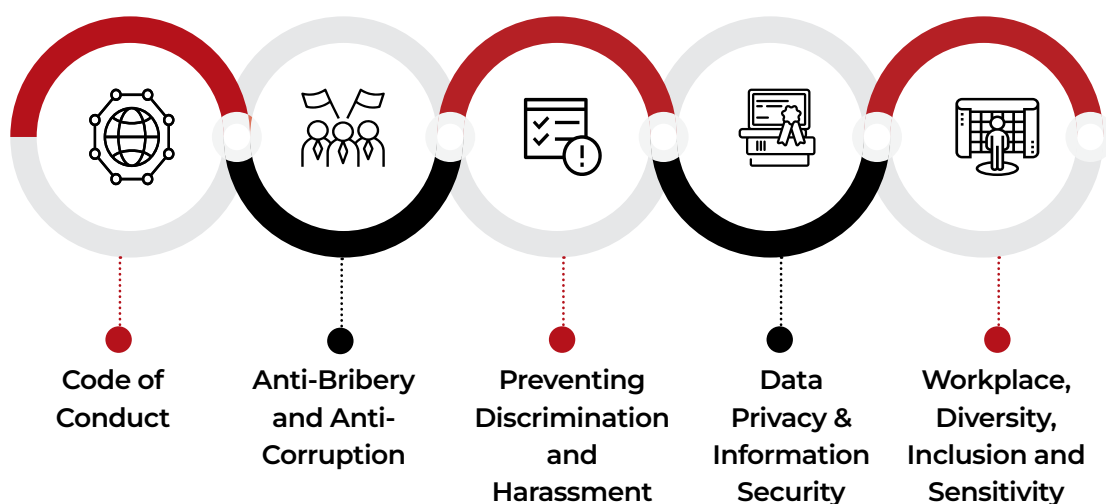 Code of
Conduct
Anti-Bribery
and Anti-
Corruption
Preventing
Discrimination
and
Harassment
Data
Privacy &
Information
Security
Workplace,
Diversity,
Inclusion and
Sensitivity